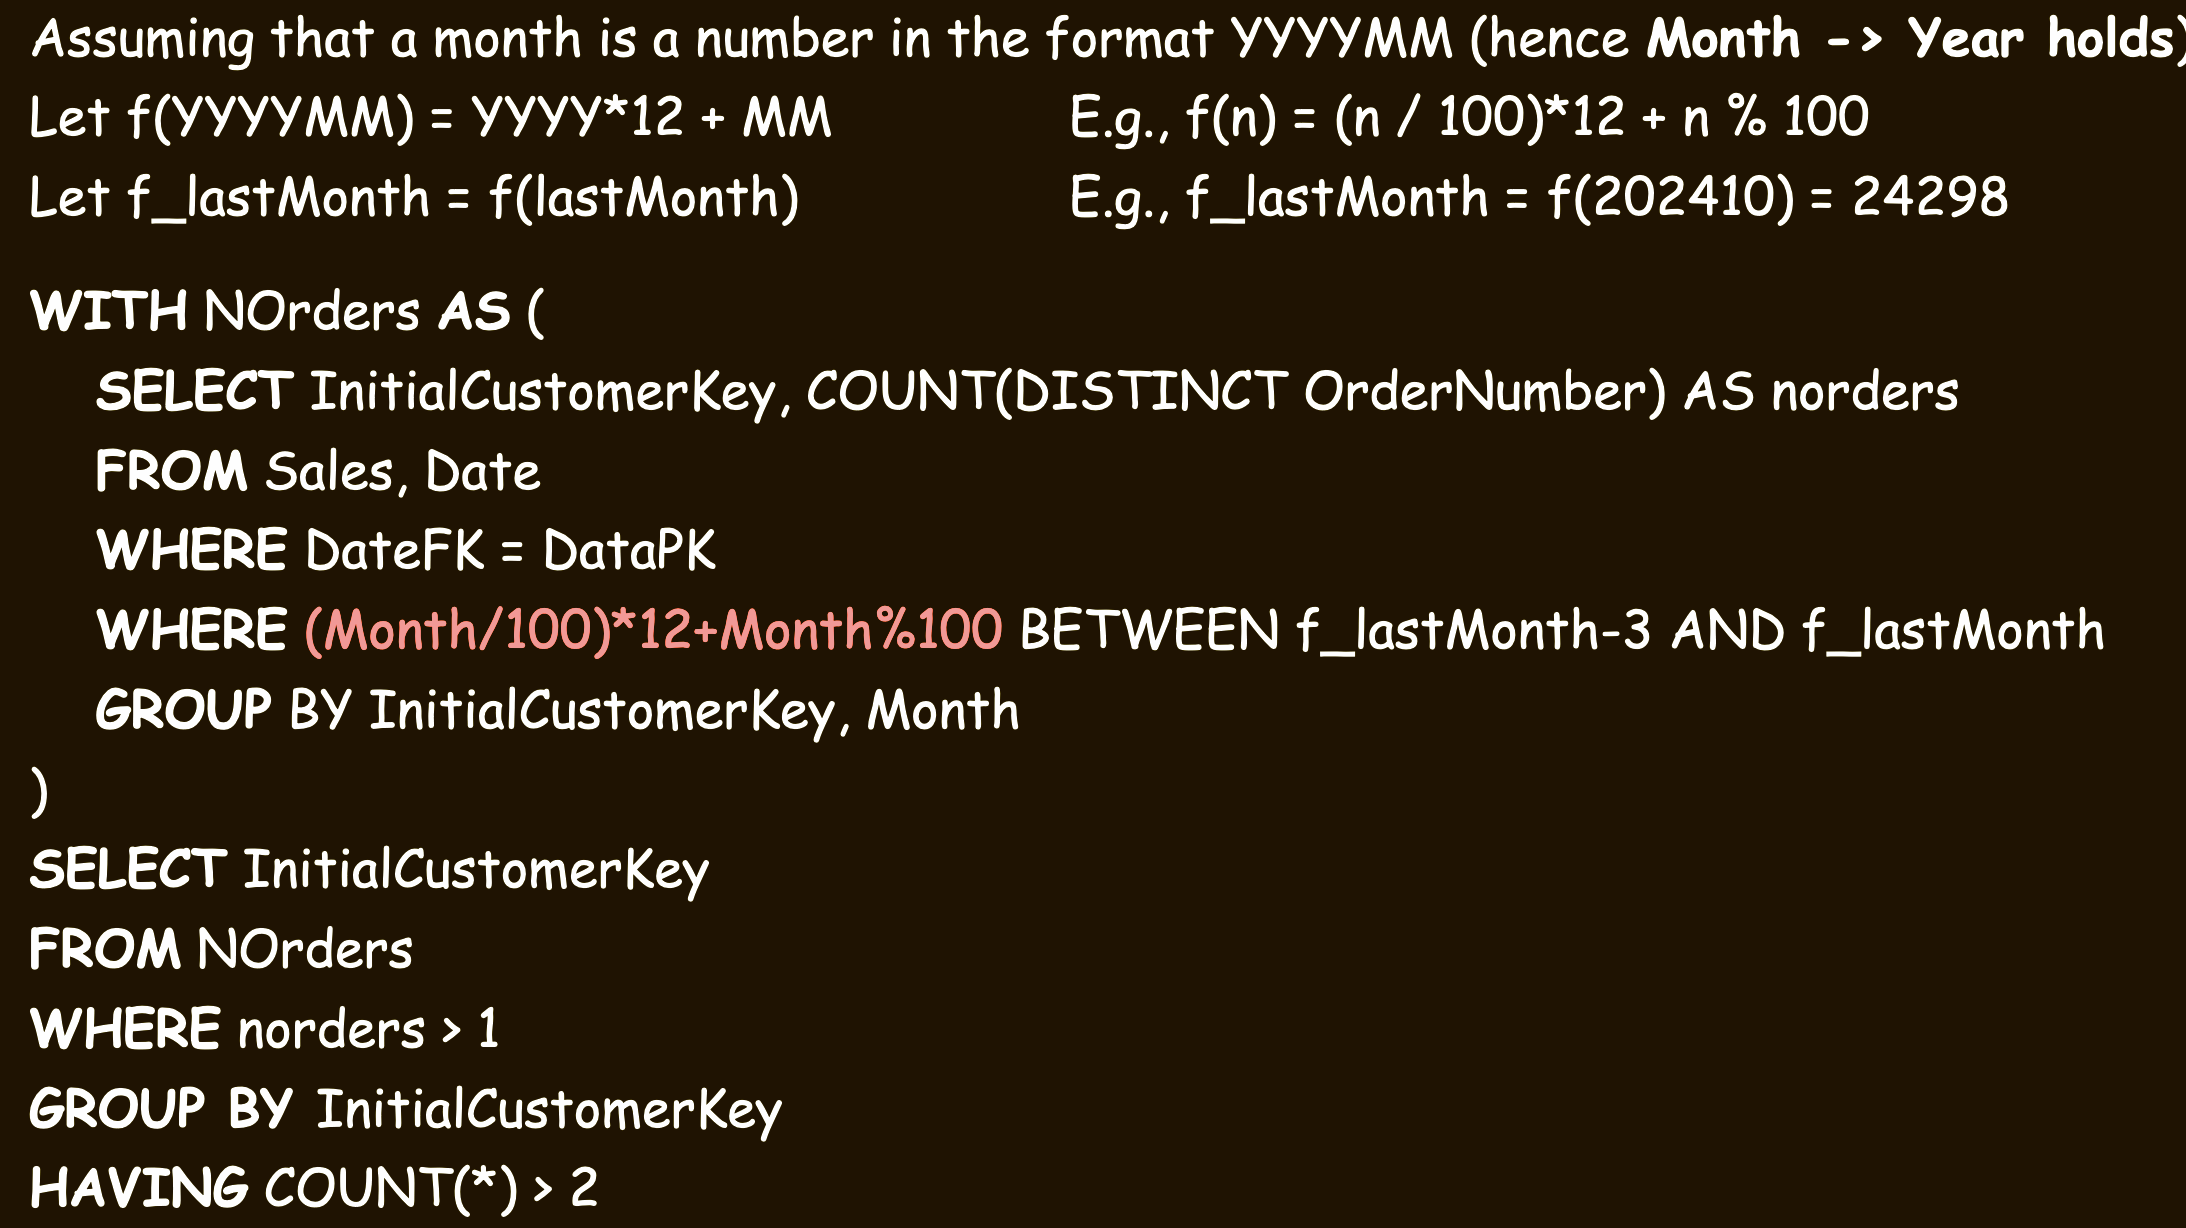 Assuming that a month is a number in the format YYYYMM (hence Month -> Year holds)
Let f(YYYYMM) = YYYY*12 + MM E.g., f(n) = (n / 100)*12 + n % 100
Let f_lastMonth = f(lastMonth) E.g., f_lastMonth = f(202410) = 24298
WITH NOrders AS (
SELECT InitialCustomerKey, COUNT(DISTINCT OrderNumber) AS norders
FROM Sales, Date
WHERE DateFK = DataPK
WHERE (Month/100)*12+Month%100 BETWEEN f_lastMonth-3 AND f_lastMonth
GROUP BY InitialCustomerKey, Month
)
SELECT InitialCustomerKey
FROM NOrders
WHERE norders > 1
GROUP BY InitialCustomerKey
HAVING COUNT(*) > 2